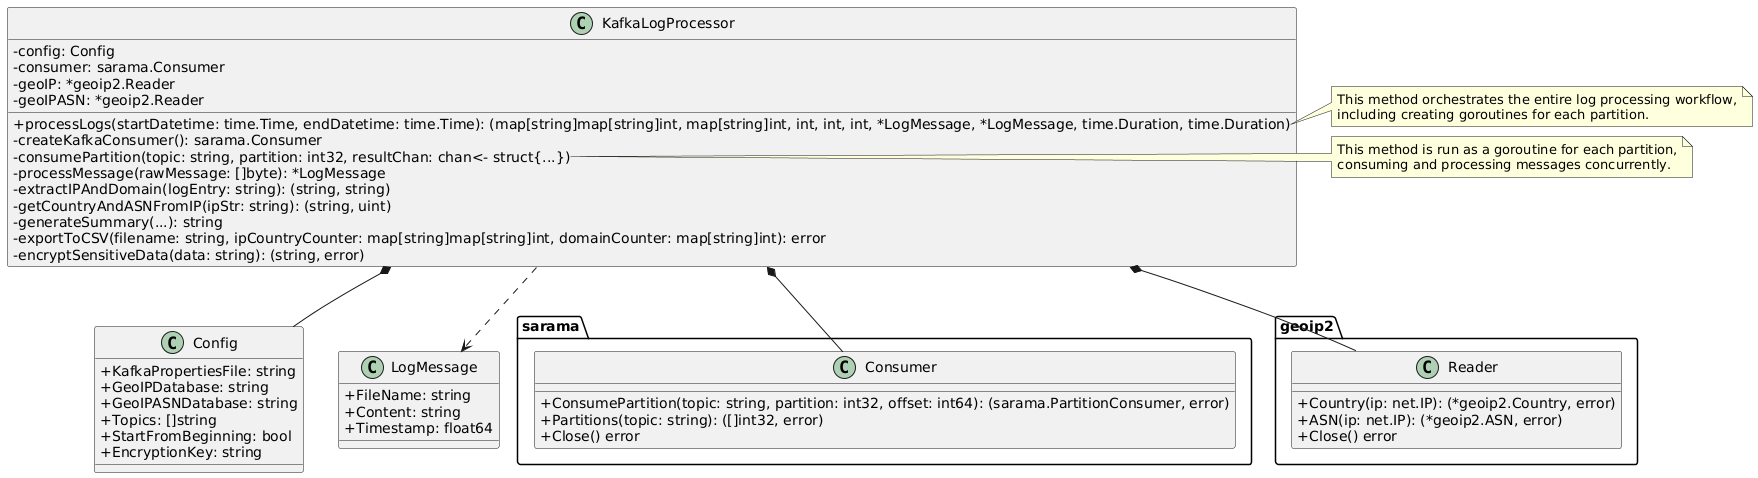 C KafkaLogProcessor
-config: Config
-consumer: sarama.Consumer
-geoIP: *geoip2.Reader
-geoIPASN: *geoip2.Reader
+processLogs(startDatetime: time.Time, endDatetime: time.Time): (map[string]map[string]int, map[string]int, int, int, int, *LogMessage, *LogMessage, time.Duration, time.Duration)
-createKafkaConsumer(): sarama.Consumer
-consumePartition(topic: string, partition: int32, resultChan: chan<- struct{...})
-processMessage(rawMessage: []byte): *LogMessage
-extractIPAndDomain(logEntry: string): (string, string)
-getCountryAndASNFromIP(ipStr: string): (string, uint)
-generateSummary(...): string
-exportToCSV(filename: string, ipCountryCounter: map[string]map[string]int, domainCounter: map[string]int): error
-encryptSensitiveData(data: string): (string, error)
This method orchestrates the entire log processing workflow,
including creating goroutines for each partition.
This method is run as a goroutine for each partition,
consuming and processing messages concurrently.
C Config
+KafkaPropertiesFile: string
+GeoIPDatabase: string
+GeoIPASNDatabase: string
+Topics: []string
+StartFromBeginning: bool
+EncryptionKey: string
C LogMessage
+FileName: string
+Content: string
+Timestamp: float64
sarama
C Consumer
+ConsumePartition(topic: string, partition: int32, offset: int64): (sarama.PartitionConsumer, error)
+Partitions(topic: string): ([]int32, error)
+Close() error
geoip2
C Reader
+Country(ip: net.IP): (*geoip2.Country, error)
+ASN(ip: net.IP): (*geoip2.ASN, error)
+Close() error